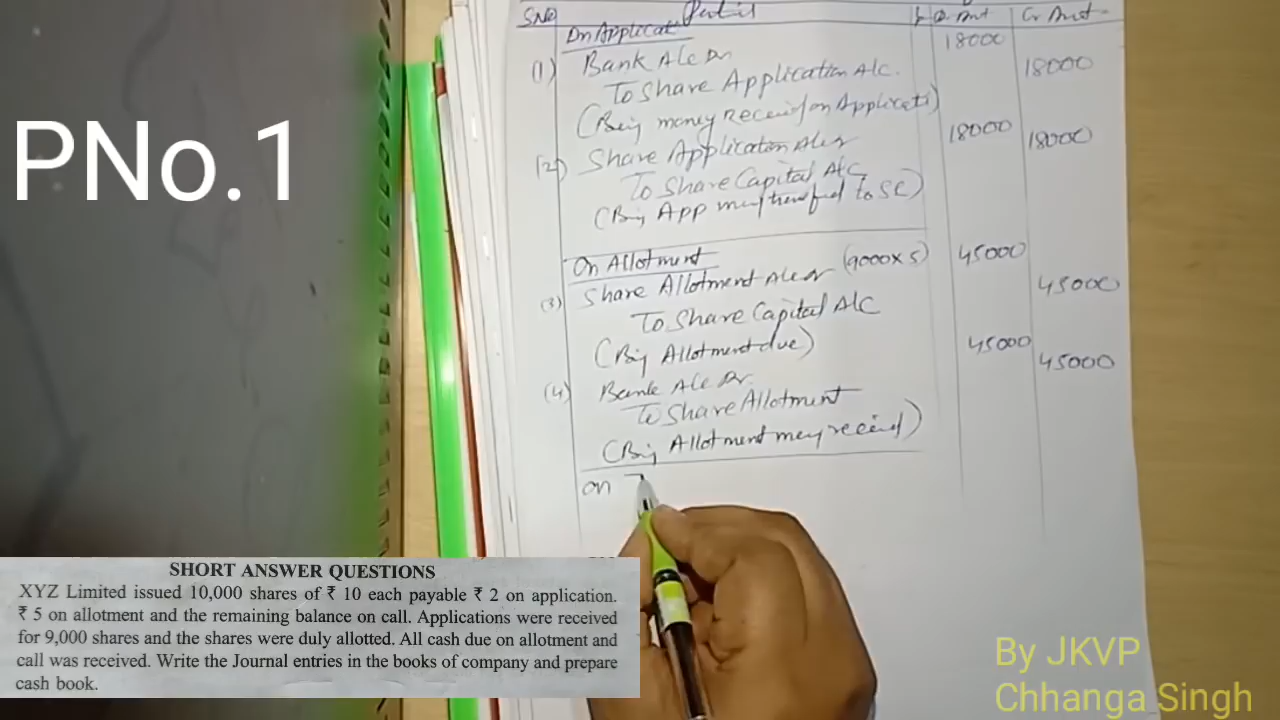 SNo Particul Dr Amt Cr Amt
On Applicat
18000
(1) Bank A/c Dr
To Share Application A/c. 18000
(Being money Received on Applicati)
(2) Share Application A/c Dr 18000
To Share Capital A/C 18000
(Being App money transfered to SC)
On Allotment
(3) Share Allotment A/c Dr (9000 x 5) 45000
To Share Capital A/C 45000
(Being Allotment due)
(4) Bank A/c Dr. 45000
To Share Allotment 45000
(Being Allotment money received)
on
PNo.1
SHORT ANSWER QUESTIONS
XYZ Limited issued 10,000 shares of ₹ 10 each payable ₹ 2 on application.
₹ 5 on allotment and the remaining balance on call. Applications were received
for 9,000 shares and the shares were duly allotted. All cash due on allotment and
call was received. Write the Journal entries in the books of company and prepare
cash book.
By JKVP
Chhanga Singh